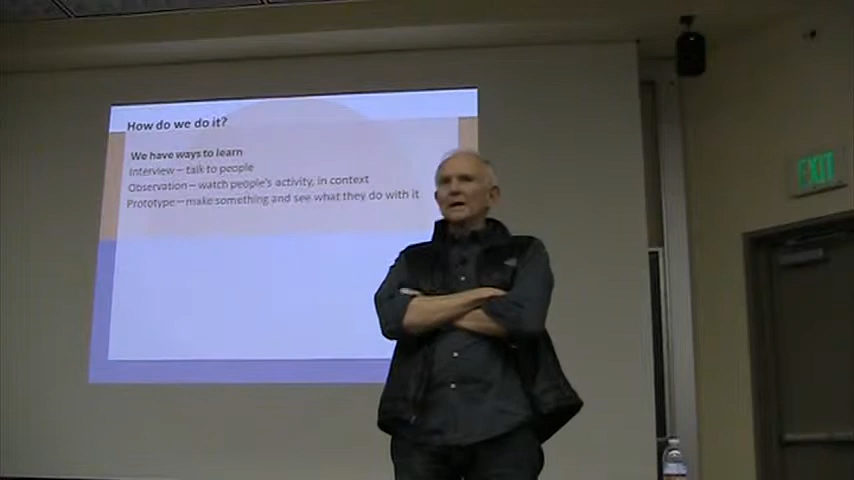 How do we do it?
We have ways to learn
Interview – talk to people
Observation – watch people's activity, in context
Prototype – make something and see what they do with it
EXIT